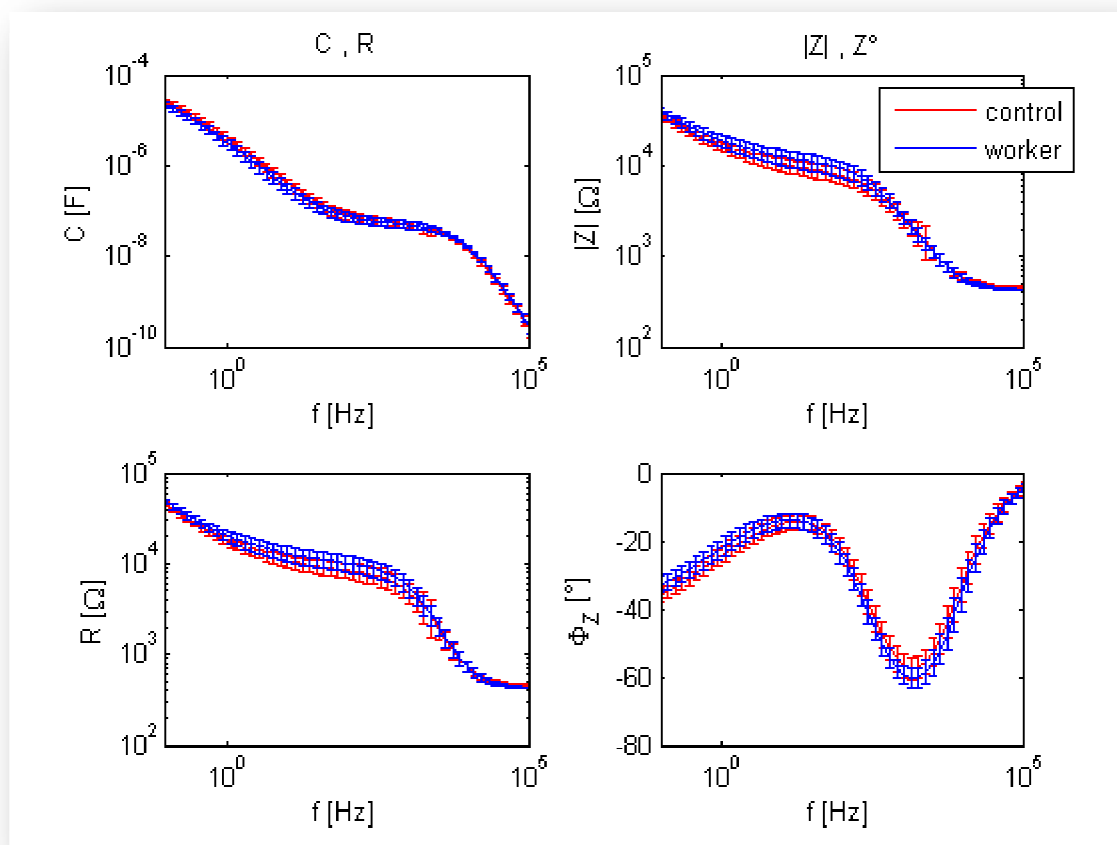 C , R
10^-4
10^-6
10^-8
10^-10
C [F]
10^0
10^5
f [Hz]
|Z| , Z°
10^5
10^4
10^3
10^2
|Z| [Ω]
10^0
10^5
f [Hz]
control
worker
10^5
10^4
10^3
10^2
R [Ω]
10^0
10^5
f [Hz]
0
-20
-40
-60
-80
Φ_Z [°]
10^0
10^5
f [Hz]